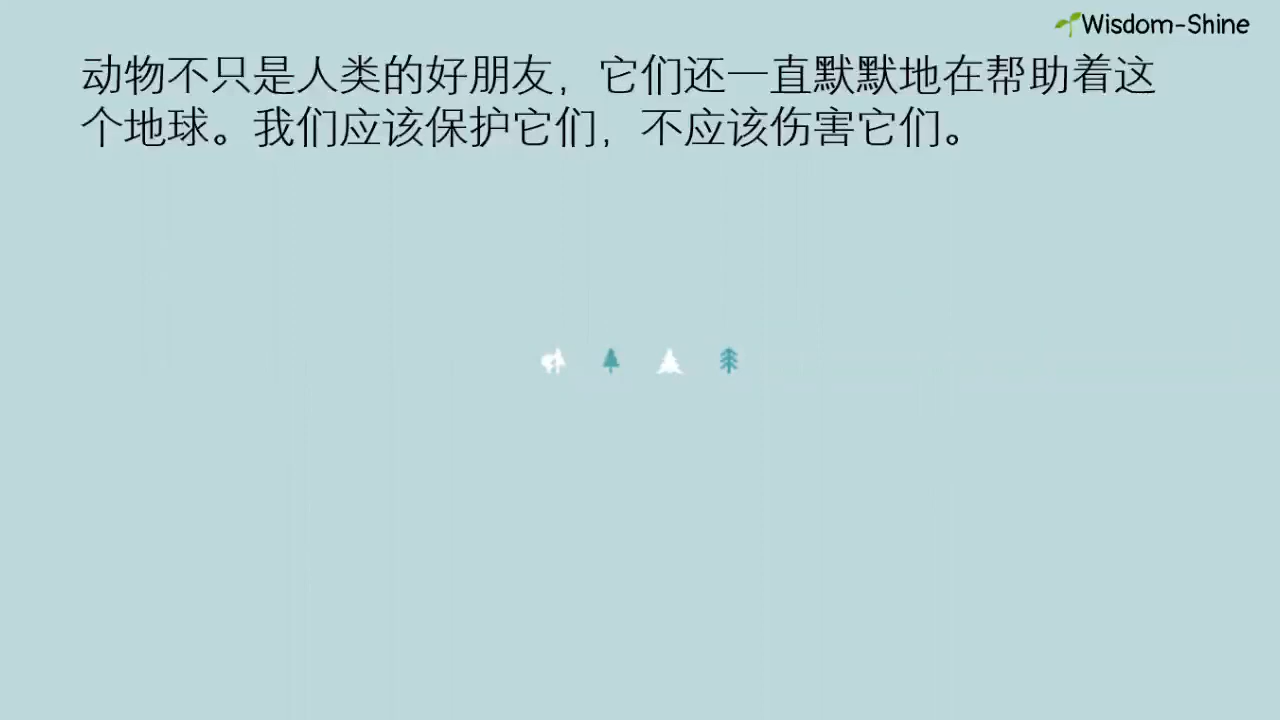 Wisdom-Shine
动物不只是人类的好朋友，它们还一直默默地在帮助着这
个地球。我们应该保护它们，不应该伤害它们。